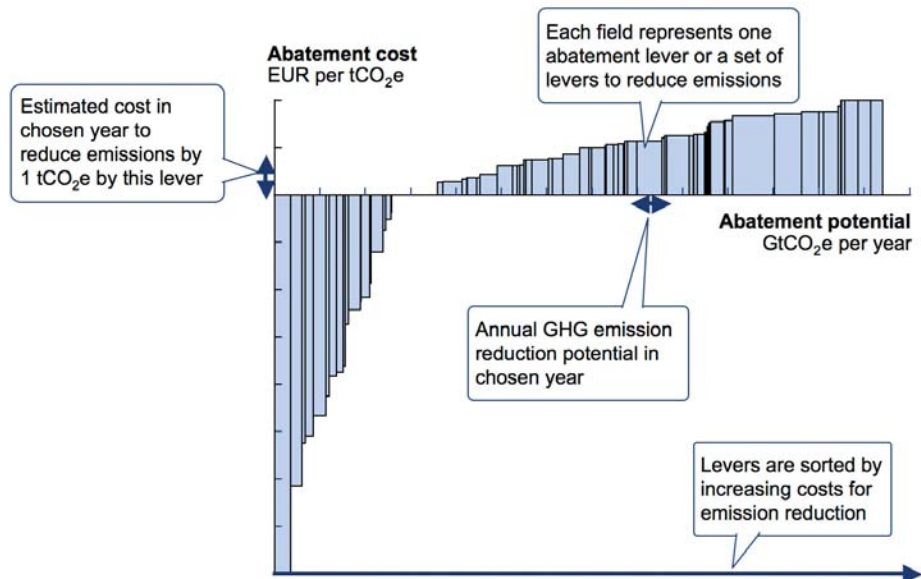 Abatement cost
EUR per tCO₂e
Estimated cost in
chosen year to
reduce emissions by
1 tCO₂e by this lever
Each field represents one
abatement lever or a set of
levers to reduce emissions
Abatement potential
GtCO₂e per year
Annual GHG emission
reduction potential in
chosen year
Levers are sorted by
increasing costs for
emission reduction